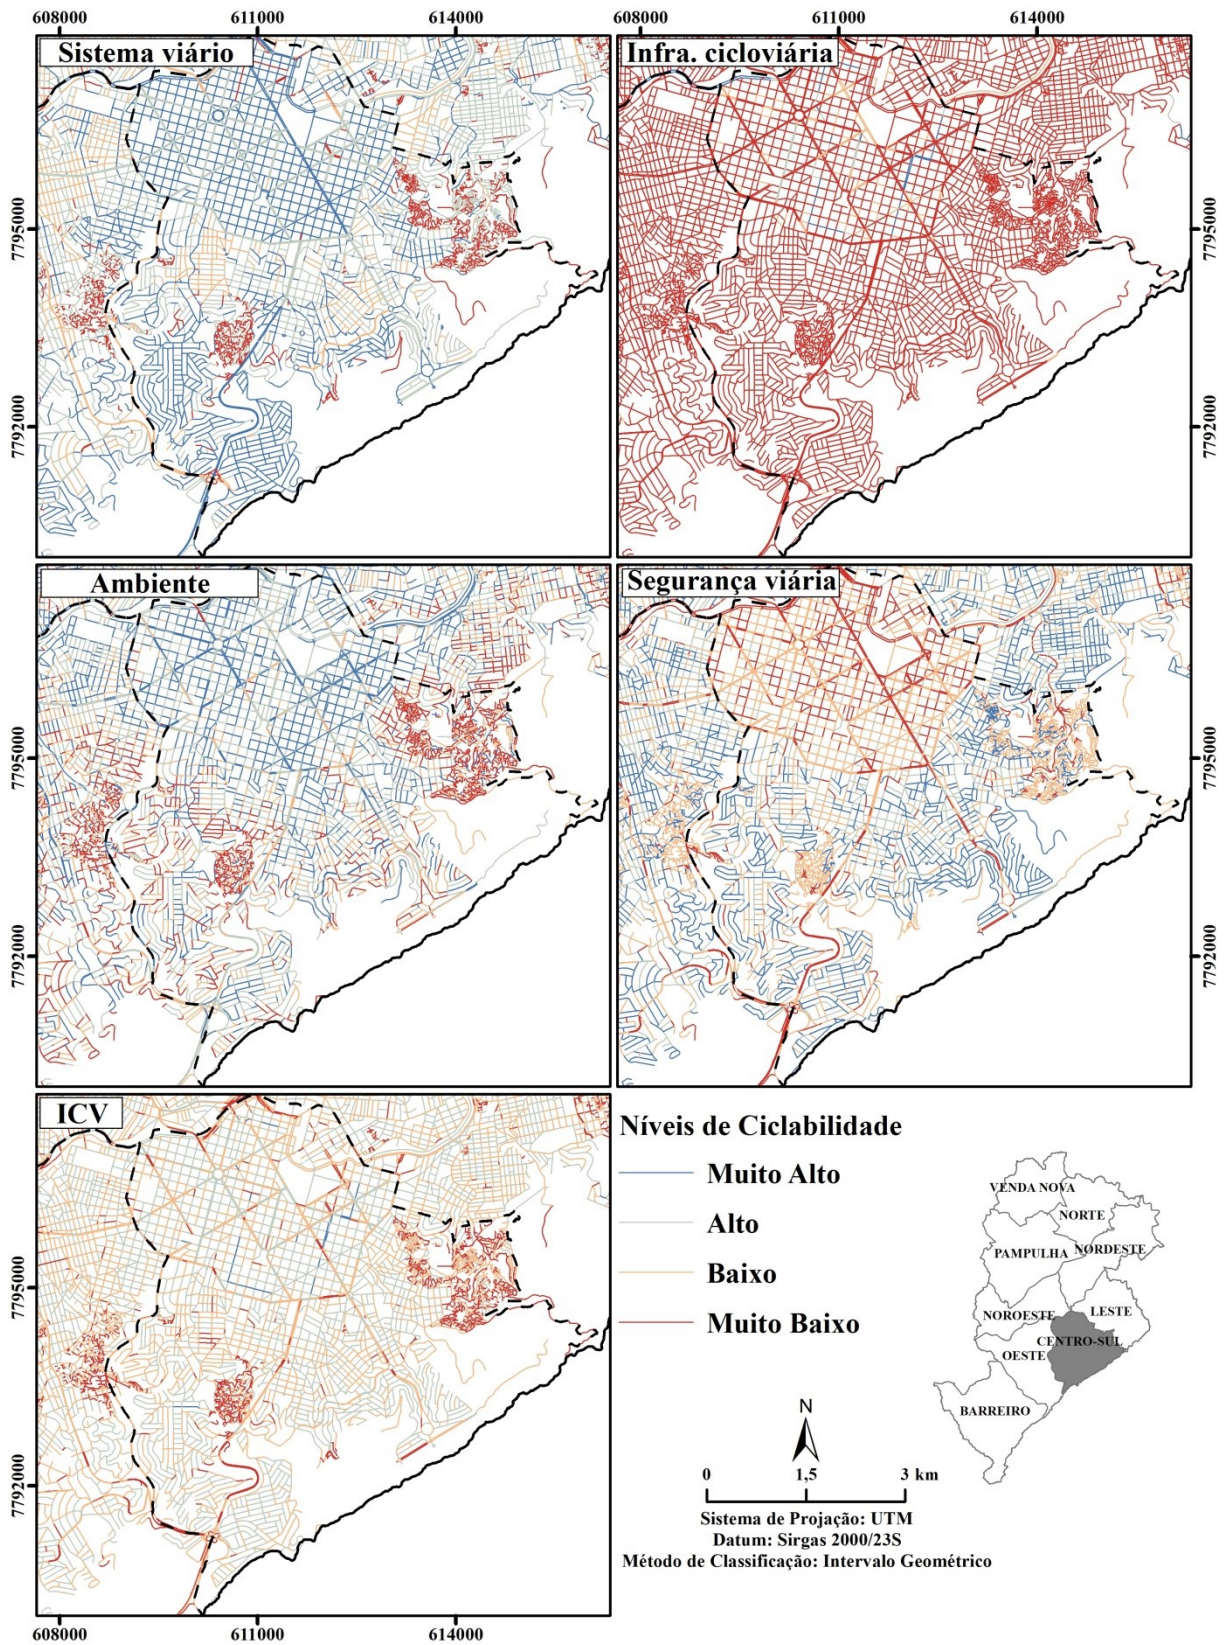 608000 611000 614000 608000 611000 614000
Sistema viário
Infra. cicloviária
7795000
7795000
7792000
7792000
Ambiente
Segurança viária
7795000
7795000
7792000
7792000
ICV
Níveis de Ciclabilidade
Muito Alto
Alto
Baixo
Muito Baixo
7795000
7792000
VENDA NOVA
NORTE
PAMPULHA
NORDESTE
NOROESTE
LESTE
CENTRO-SUL
OESTE
BARREIRO
N
0 1,5 3 km
Sistema de Projação: UTM
Datum: Sirgas 2000/23S
Método de Classificação: Intervalo Geométrico
608000 611000 614000